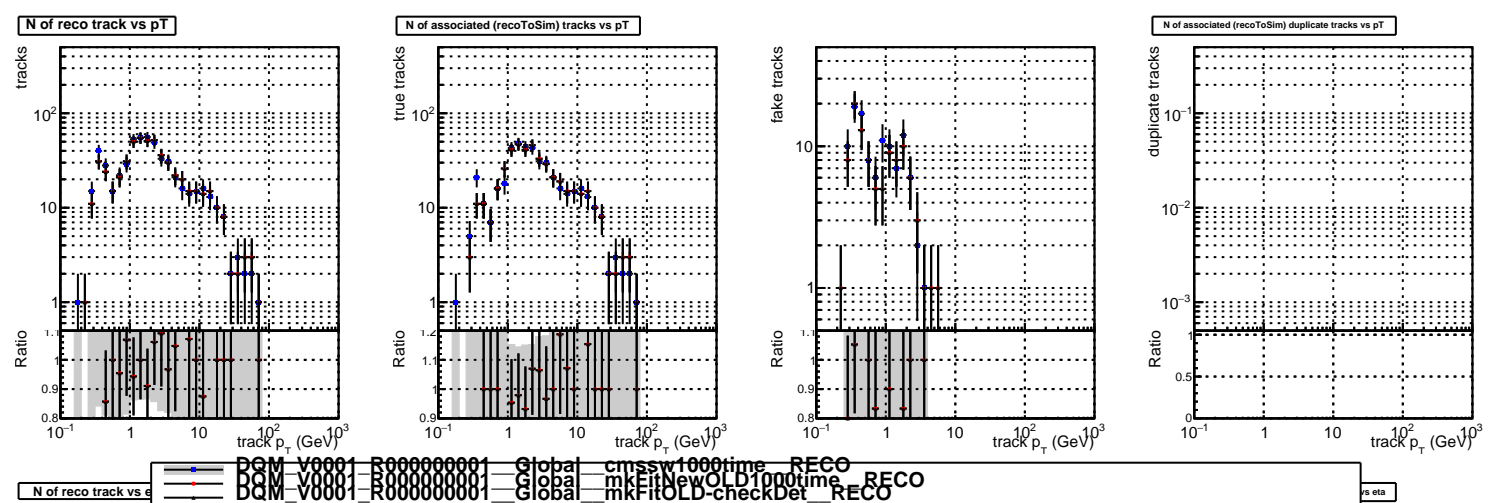 N of reco track vs pT
N of associated (recoToSim) tracks vs pT
N of associated (recoToSim) duplicate tracks vs pT
tracks
10²
10
1
Ratio
1.1
1
0.9
0.8
10⁻¹ 1 10 10² 10³
track p_T (GeV)
true tracks
10²
10
1
Ratio
1.2
1.1
1
0.9
10⁻¹ 1 10 10² 10³
track p_T (GeV)
fake tracks
10
1
Ratio
1.1
1
0.9
0.8
10⁻¹ 1 10 10² 10³
track p_T (GeV)
duplicate tracks
10⁻¹
10⁻²
10⁻³
Ratio
1
0.5
0
10⁻¹ 1 10 10² 10³
track p_T (GeV)
DQM_V0001_R000000001__Global__cmssw1000time__RECO
DQM_V0001_R000000001__Global__mkFitNewOLD1000time__RECO
DQM_V0001_R000000001__Global__mkFitOLD-checkDet__RECO
N of reco track vs e
vs eta